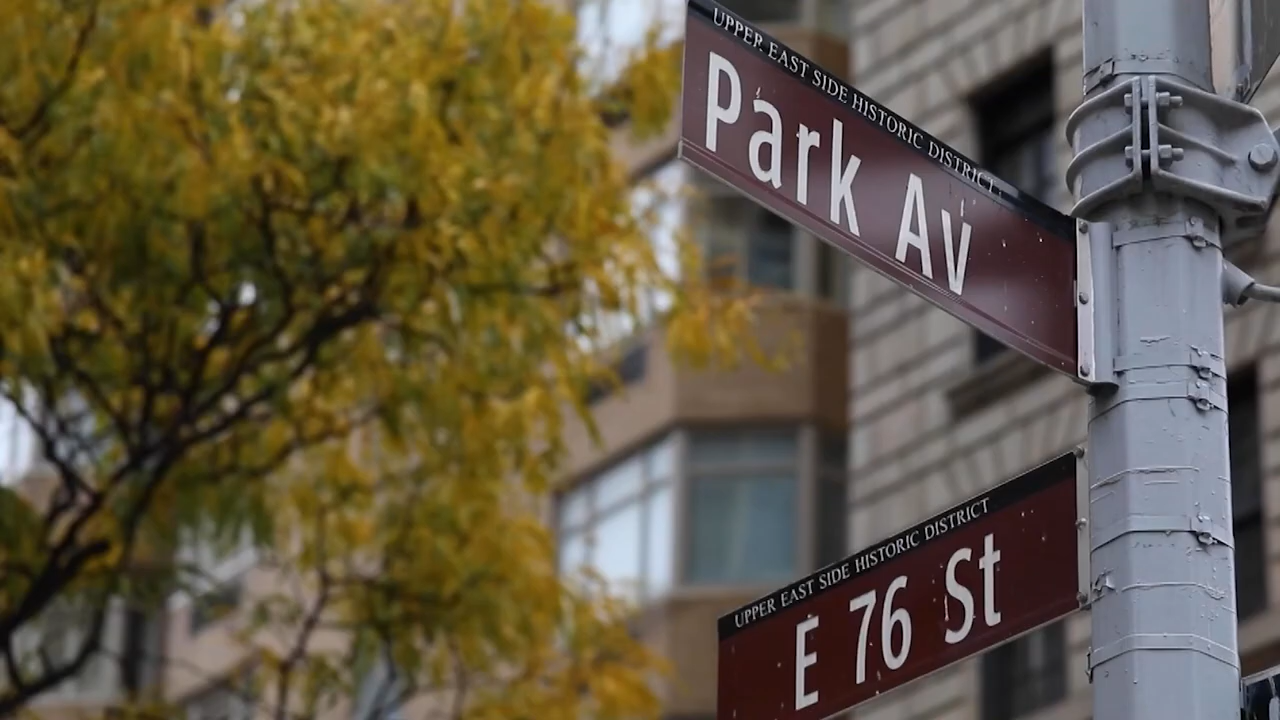 UPPER EAST SIDE HISTORIC DISTRICT
Park Av
UPPER EAST SIDE HISTORIC DISTRICT
E 76 St